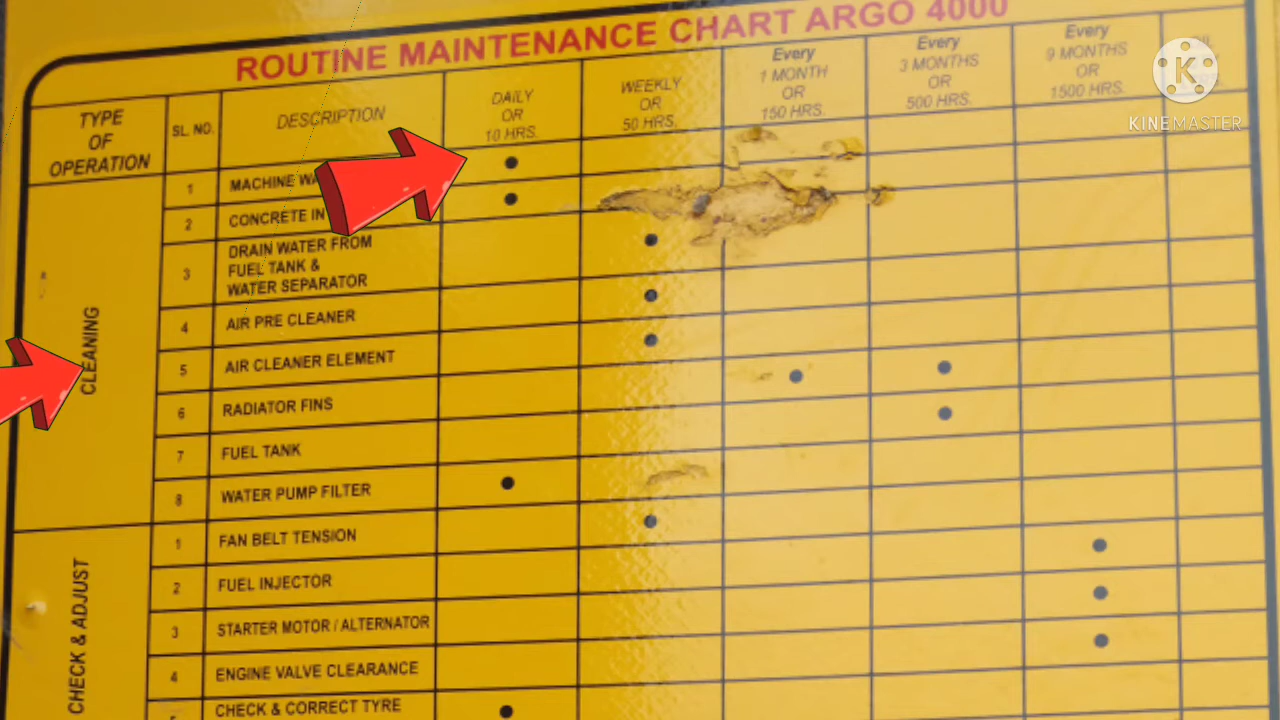 ROUTINE MAINTENANCE CHART ARGO 4000
TYPE
OF
OPERATION
SL. NO.
DESCRIPTION
DAILY
OR
10 HRS.
WEEKLY
OR
50 HRS.
Every
1 MONTH
OR
150 HRS
Every
3 MONTHS
OR
500 HRS.
Every
9 MONTHS
OR
1500 HRS.
K
KINEMASTER
CLEANING
1 MACHINE
2 CONCRETE IN
3 DRAIN WATER FROM
FUEL TANK &
WATER SEPARATOR
4 AIR PRE CLEANER
5 AIR CLEANER ELEMENT
6 RADIATOR FINS
7 FUEL TANK
8 WATER PUMP FILTER
CHECK & ADJUST
1 FAN BELT TENSION
2 FUEL INJECTOR
3 STARTER MOTOR / ALTERNATOR
4 ENGINE VALVE CLEARANCE
CHECK & CORRECT TYRE